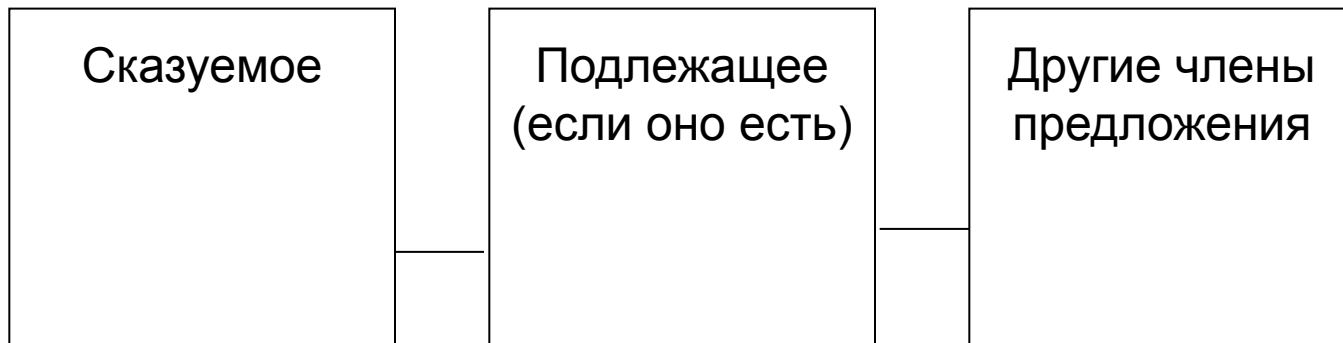 Сказуемое
Подлежащее
(если оно есть)
Другие члены
предложения